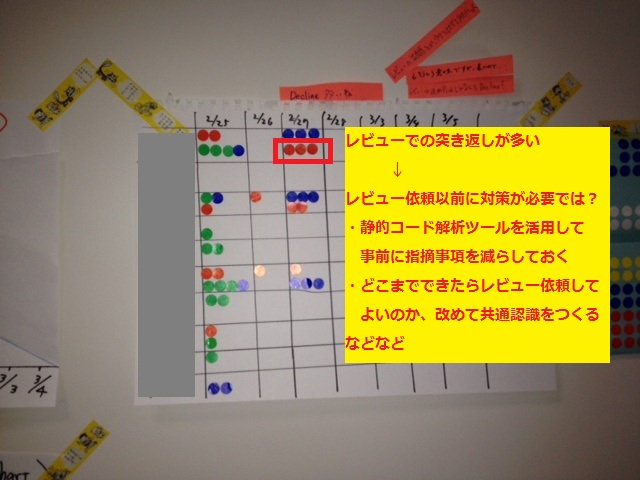 Decline
2/25 2/26 2/27 2/28 3/3 3/4 3/5
レビューでの突き返しが多い
↓
レビュー依頼以前に対策が必要では？
・静的コード解析ツールを活用して
事前に指摘事項を減らしておく
・どこまでできたらレビュー依頼して
よいのか、改めて共通認識をつくる
などなど
3/3 3/4